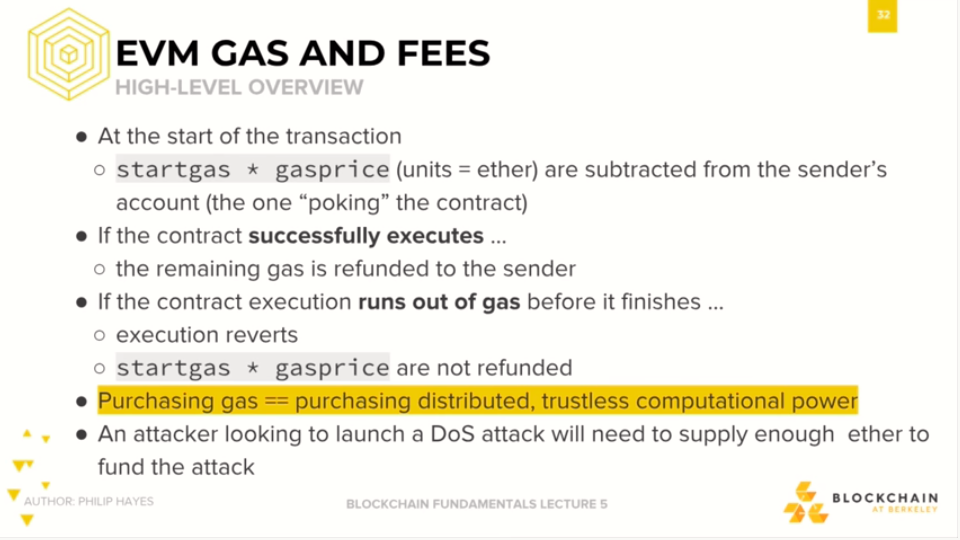 32
EVM GAS AND FEES
HIGH-LEVEL OVERVIEW
● At the start of the transaction
○ startgas * gasprice (units = ether) are subtracted from the sender’s
account (the one “poking” the contract)
● If the contract successfully executes ...
○ the remaining gas is refunded to the sender
● If the contract execution runs out of gas before it finishes ...
○ execution reverts
○ startgas * gasprice are not refunded
● Purchasing gas == purchasing distributed, trustless computational power
● An attacker looking to launch a DoS attack will need to supply enough  ether to
fund the attack
AUTHOR: PHILIP HAYES
BLOCKCHAIN FUNDAMENTALS LECTURE 5
BLOCKCHAIN
AT BERKELEY